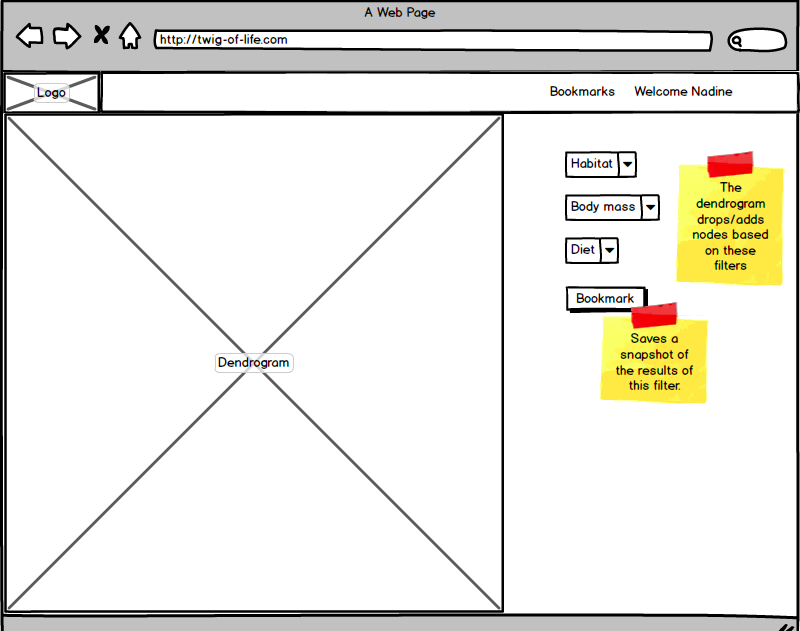 A Web Page
http://twig-of-life.com
Logo
Bookmarks
Welcome Nadine
Habitat
Body mass
Diet
Bookmark
The
dendrogram
drops/adds
nodes based
on these
filters
Saves a
snapshot of
the results of
this filter.
Dendrogram